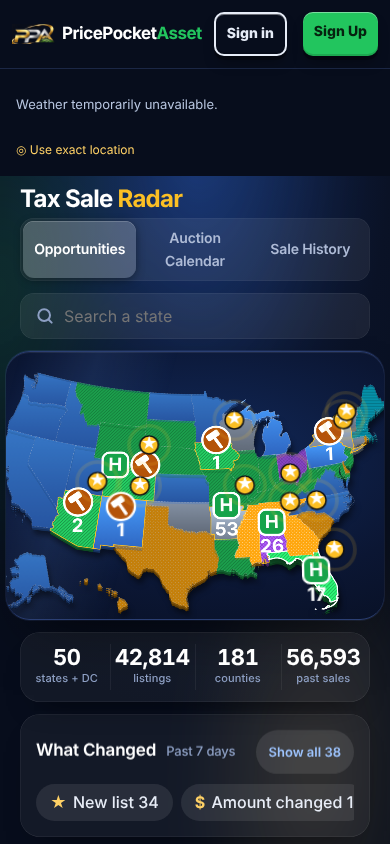 PPA PricePocketAsset Sign in Sign Up
Weather temporarily unavailable.
◎ Use exact location
Tax Sale Radar
Opportunities
Auction
Calendar
Sale History
Search a state
H
1
1
H
2
1
53
H
26
H
17
50 42,814 181 56,593
states + DC listings counties past sales
What Changed Past 7 days Show all 38
★ New list 34 $ Amount changed 1